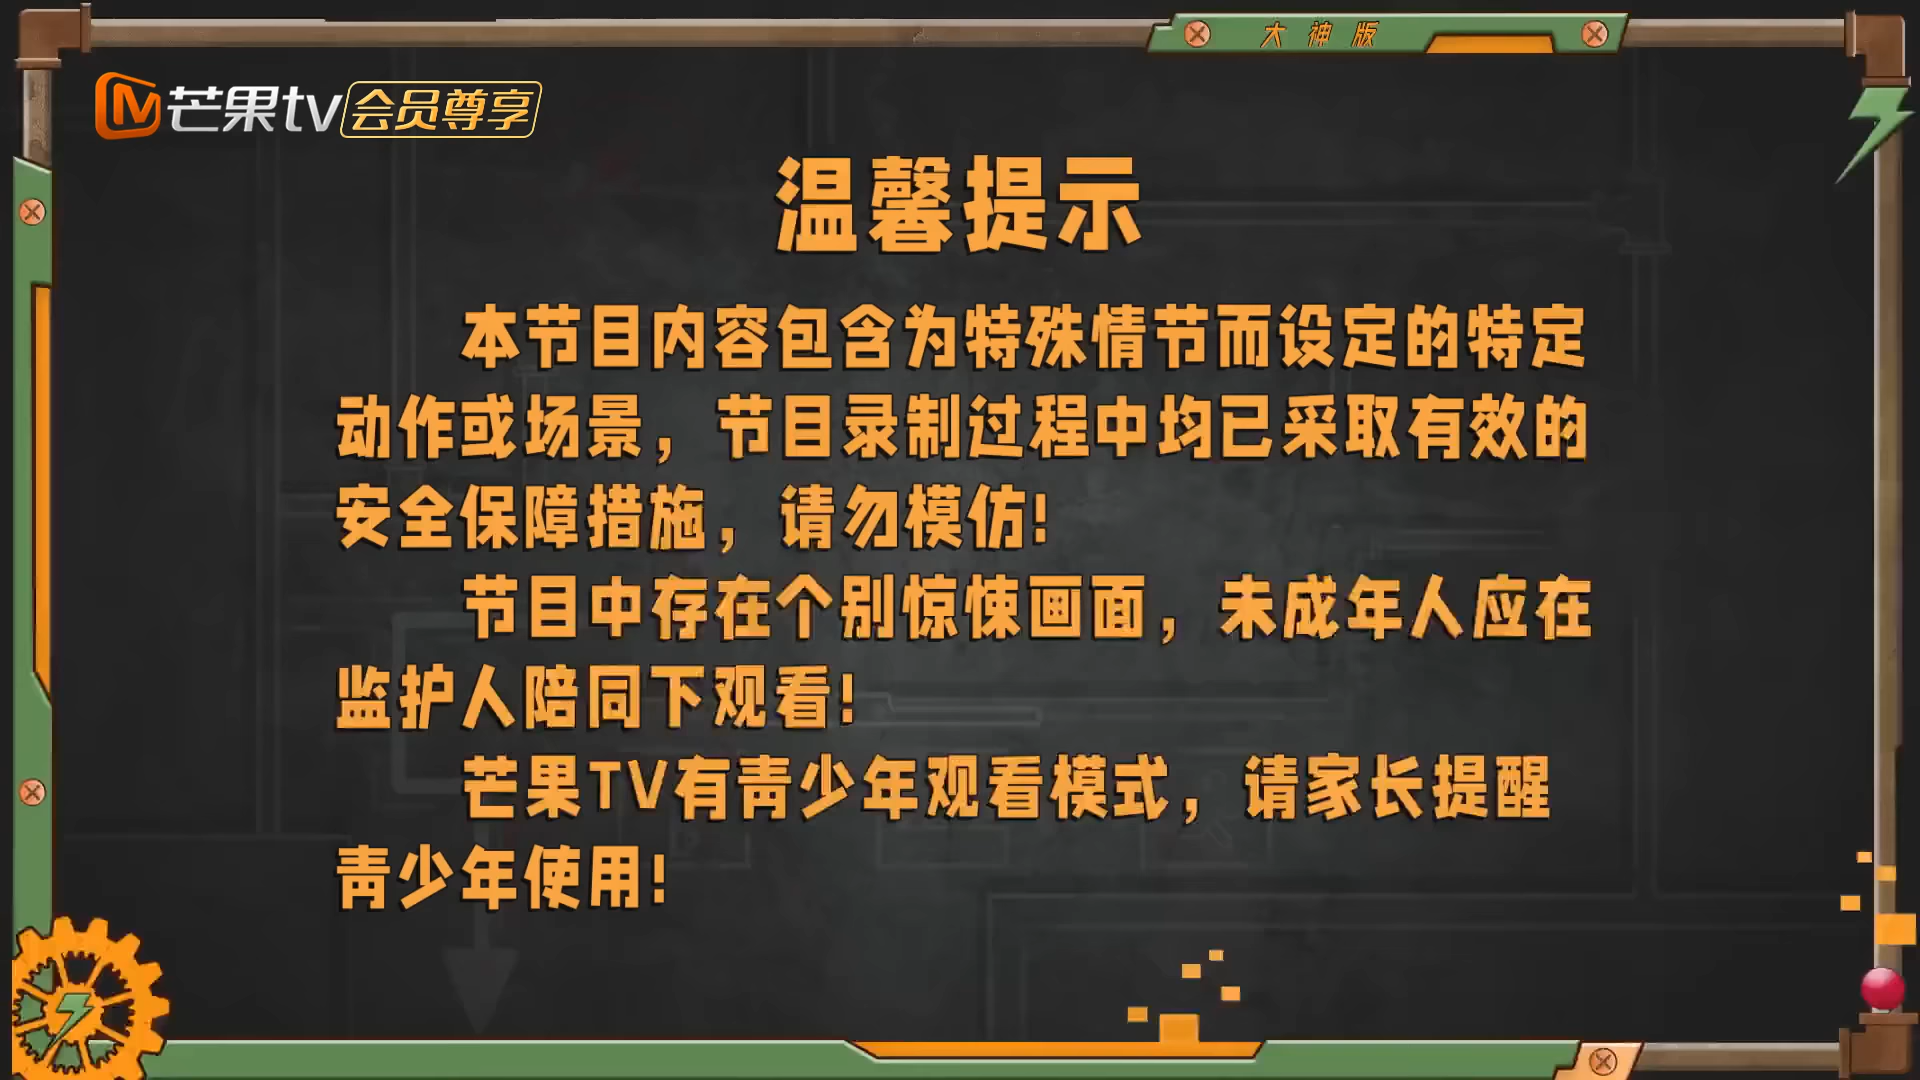 大神版
芒果tv会员尊享
温馨提示
本节目内容包含为特殊情节而设定的特定
动作或场景，节目录制过程中均已采取有效的
安全保障措施，请勿模仿!
节目中存在个别惊悚画面，未成年人应在
监护人陪同下观看!
芒果TV有青少年观看模式，请家长提醒
青少年使用!